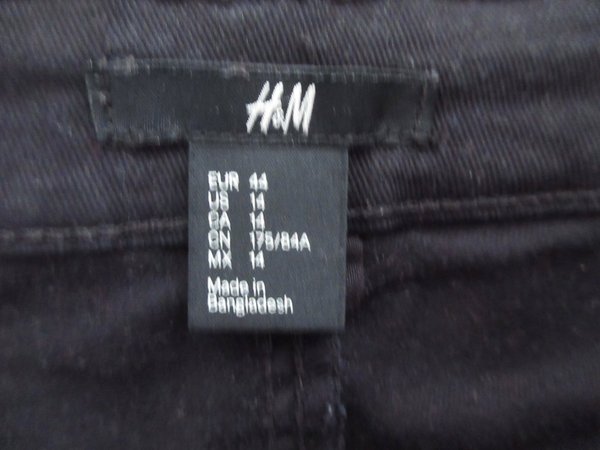 H&M
EUR 44
US 14
CA 14
CN 175/84A
MX 14
Made in
Bangladesh